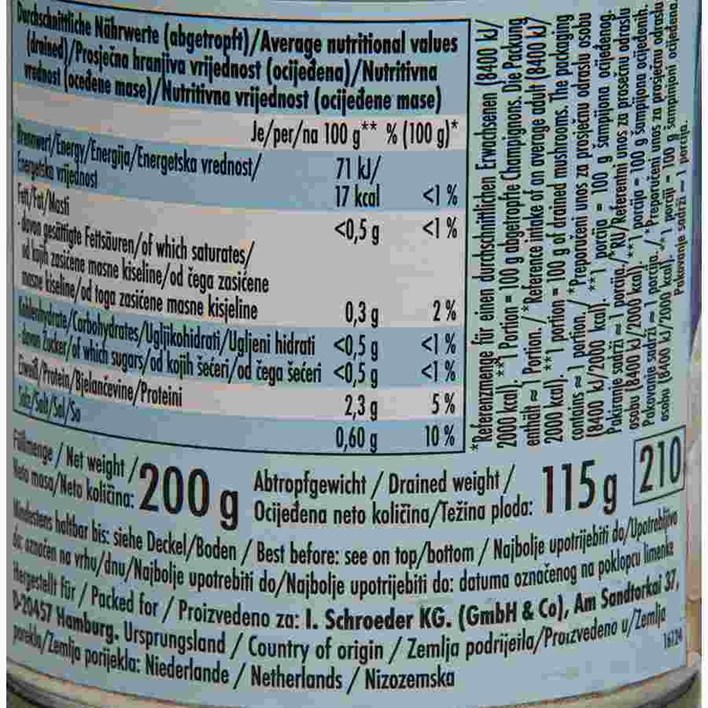 Durchschnittliche Nährwerte (abgetropft)/Average nutritional values
(drained)/Prosječna hranjiva vrijednost (ocijeđena)/Nutritivna
vrednost (oceđene mase)/Nutritivna vrijednost (ocijeđene mase)
Je/per/na 100 g** % (100 g)*
Brennwert/Energy/Energija/Energetska vrednost/
Energetska vrijednost
71 kJ/
17 kcal <1 %
Fett/Fat/Masti
<0,5 g <1 %
- davon gesättigte Fettsäuren/of which saturates/
od kojih zasićene masne kiseline/od čega zasićene
masne kiseline/od toga zasićene masne kisjeline
0,3 g 2 %
Kohlenhydrate/Carbohydrates/Ugljikohidrati/Ugljeni hidrati <0,5 g <1 %
- davon Zucker/of which sugars/od kojih šećeri/od čega šećeri <0,5 g <1 %
Eiweiß/Protein/Bjelančevine/Proteini
2,3 g 5 %
Salz/Salt/Sol/So
0,60 g 10 %
*Referenzmenge für einen durchschnittlichen Erwachsenen (8400 kJ/
2000 kcal). **1 Portion = 100 g abgetropfte Champignons. Die Packung
enthält ≈ 1 Portion. / *Reference intake of an average adult (8400 kJ/
2000 kcal). **1 portion = 100 g of drained mushrooms. The packaging
contains ≈ 1 portion. / *Preporučeni unos za prosječnu odraslu osobu
(8400 kJ/2000 kcal). **1 porcija = 100 g šampinjona ocijeđenog.
Pakiranje sadrži ≈ 1 porciju. /*RU/Referentni unos za prosečnu odraslu
osobu (8400 kJ/2000 kcal). **1 porcija = 100 g šampinjona ocijeđenih.
Pakovanje sadrži ≈ 1 porciju. / *Preporučeni unos za prosječnu odraslu
osobu (8400 kJ/2000 kcal). **1 porcija = 100 g šampinjoni ocijeđeno.
Pakovanje sadrži ≈ 1 porciju.
Füllmenge / Net weight /
Neto masa/Neto količina: 200 g
Abtropfgewicht / Drained weight /
Ocijeđena neto količina/Težina ploda: 115 g
210
Mindestens haltbar bis: siehe Deckel/Boden / Best before: see on top/bottom / Najbolje upotrijebiti do/Upotrebljivo
do: označen na vrhu/dnu/Najbolje upotrebiti do/Najbolje upotrijebiti do: datuma označenog na poklopcu limenke
Hergestellt für / Packed for / Proizvedeno za: I. Schroeder KG. (GmbH & Co), Am Sandtorkai 37,
D-20457 Hamburg. Ursprungsland / Country of origin / Zemlja podrijetla/Proizvedeno u/Zemlja
porekla/Zemlja porijekla: Niederlande / Netherlands / Nizozemska
16124